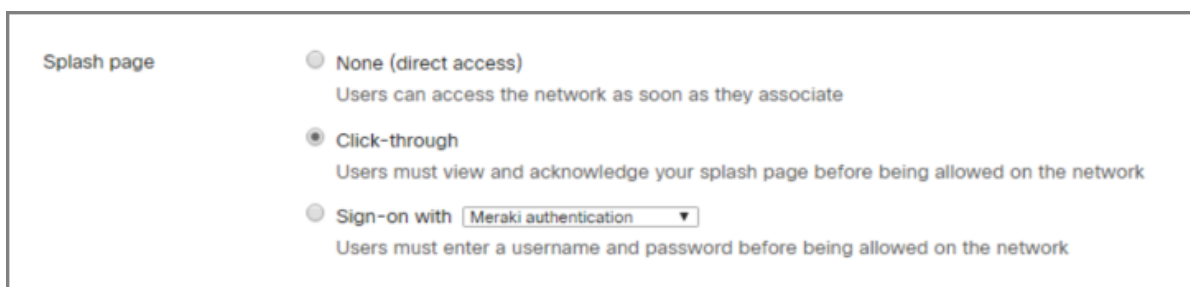 Splash page
None (direct access)
Users can access the network as soon as they associate
Click-through
Users must view and acknowledge your splash page before being allowed on the network
Sign-on with Meraki authentication
Users must enter a username and password before being allowed on the network